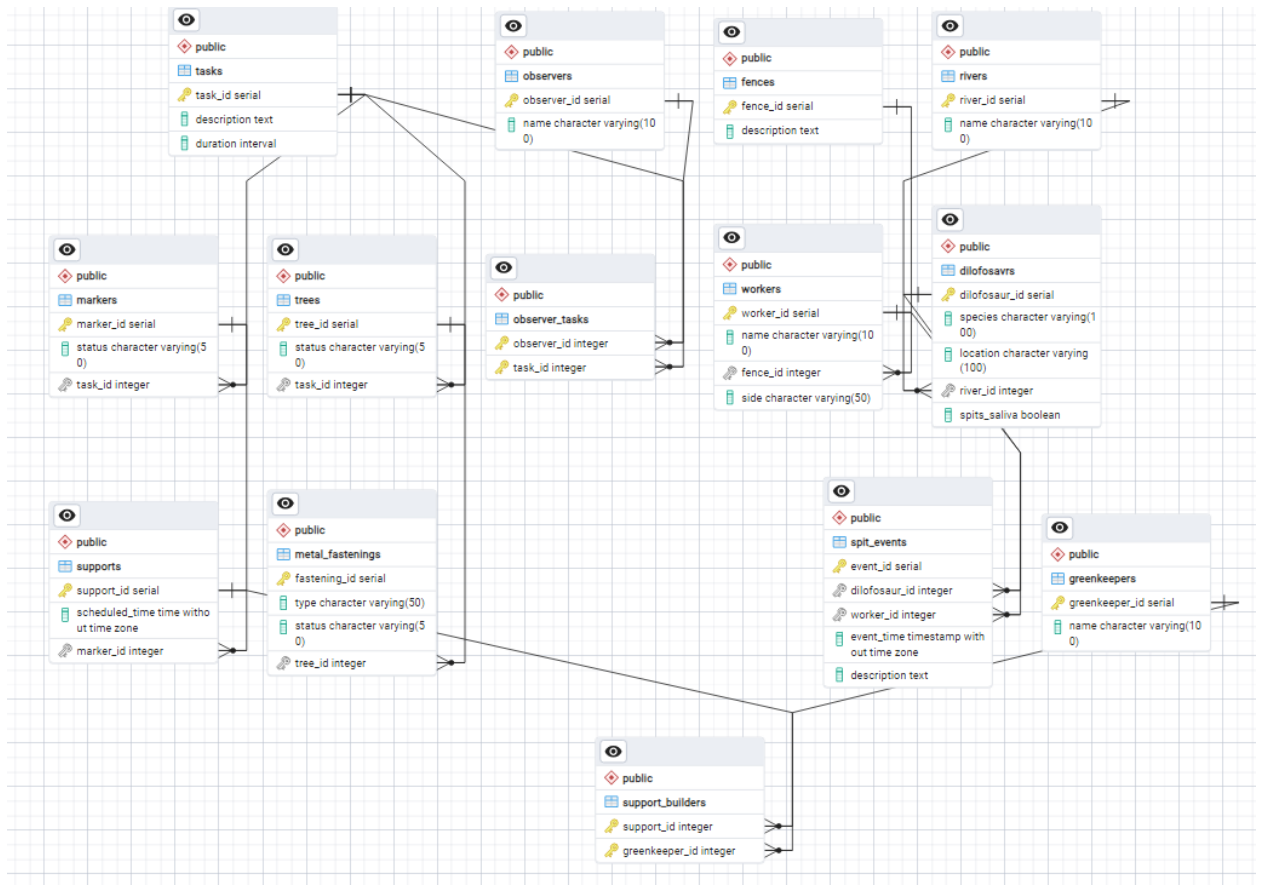 public
tasks
task_id serial
description text
duration interval
public
observers
observer_id serial
name character varying(10
0)
public
fences
fence_id serial
description text
public
rivers
river_id serial
name character varying(10
0)
public
markers
marker_id serial
status character varying(5
0)
task_id integer
public
trees
tree_id serial
status character varying(5
0)
task_id integer
public
observer_tasks
observer_id integer
task_id integer
public
workers
worker_id serial
name character varying(10
0)
fence_id integer
side character varying(50)
public
dilofosavrs
dilofosaur_id serial
species character varying(1
00)
location character varying
(100)
river_id integer
spits_saliva boolean
public
supports
support_id serial
scheduled_time time witho
ut time zone
marker_id integer
public
metal_fastenings
fastening_id serial
type character varying(50)
status character varying(5
0)
tree_id integer
public
spit_events
event_id serial
dilofosaur_id integer
worker_id integer
event_time timestamp with
out time zone
description text
public
greenkeepers
greenkeeper_id serial
name character varying(10
0)
public
support_builders
support_id integer
greenkeeper_id integer